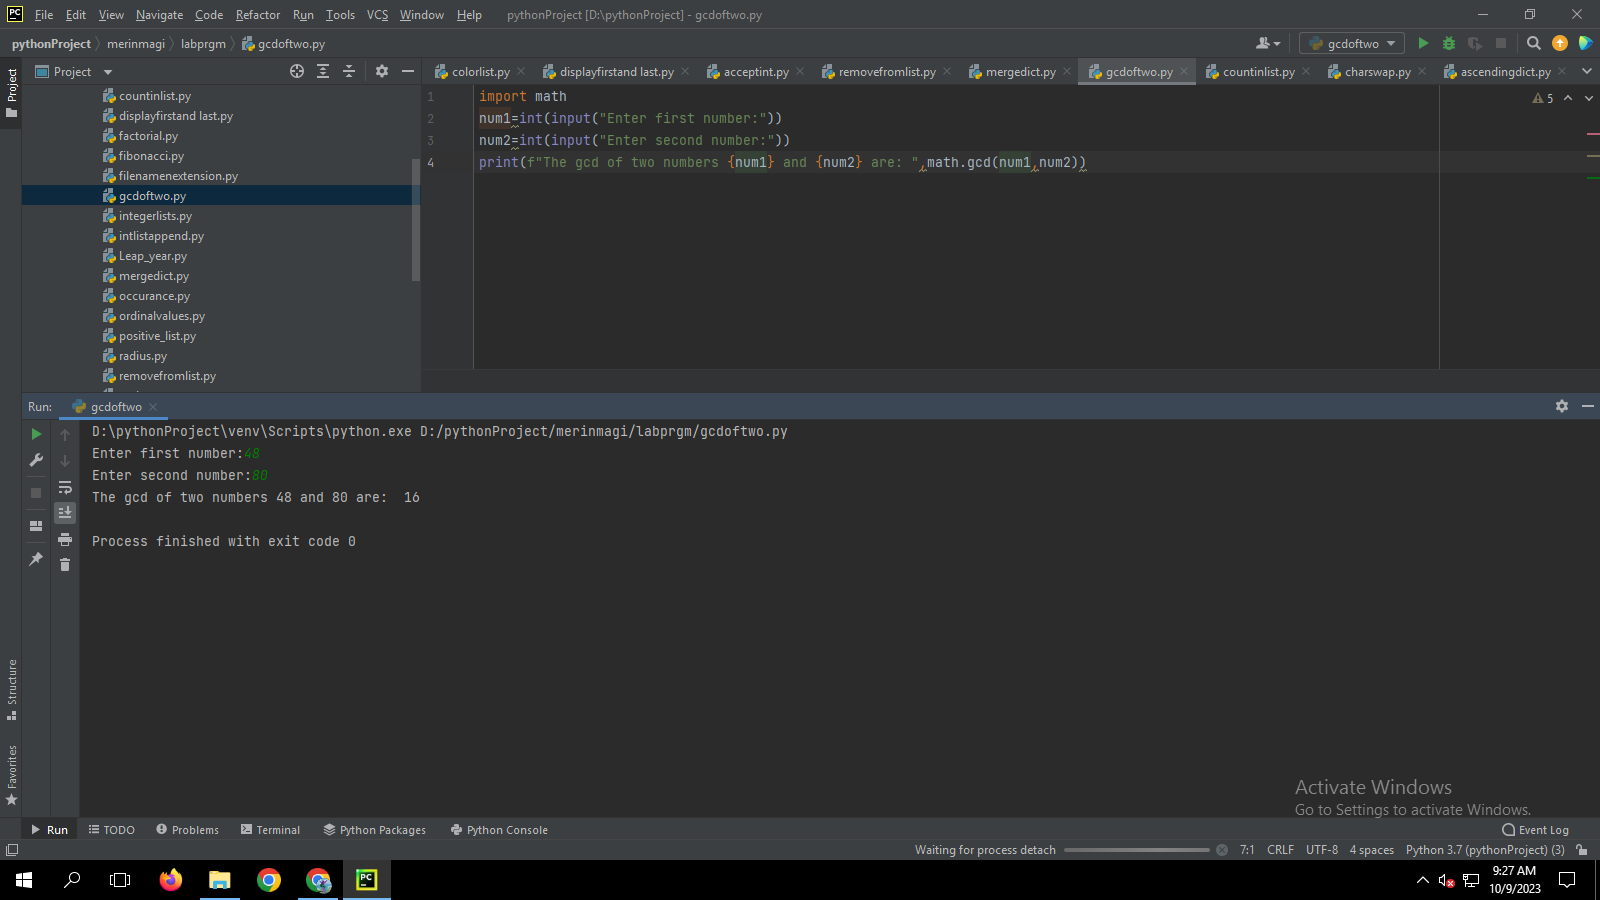 File Edit View Navigate Code Refactor Run Tools VCS Window Help pythonProject [D:\pythonProject] - gcdoftwo.py
pythonProject merinmagi labprgm gcdoftwo.py gcdoftwo
Project
Project
colorlist.py displayfirstand last.py acceptint.py removefromlist.py mergedict.py gcdoftwo.py countinlist.py charswap.py ascendingdict.py
countinlist.py
displayfirstand last.py
factorial.py
fibonacci.py
filenamenextension.py
gcdoftwo.py
integerlists.py
intlistappend.py
Leap_year.py
mergedict.py
occurance.py
ordinalvalues.py
positive_list.py
radius.py
removefromlist.py
1 import math
2 num1=int(input("Enter first number:"))
3 num2=int(input("Enter second number:"))
4 print(f"The gcd of two numbers {num1} and {num2} are: ",math.gcd(num1,num2))
5
Run: gcdoftwo
D:\pythonProject\venv\Scripts\python.exe D:/pythonProject/merinmagi/labprgm/gcdoftwo.py
Enter first number:48
Enter second number:80
The gcd of two numbers 48 and 80 are:  16
Process finished with exit code 0
Structure
Favorites
Activate Windows
Go to Settings to activate Windows.
Run TODO Problems Terminal Python Packages Python Console Event Log
Waiting for process detach 7:1 CRLF UTF-8 4 spaces Python 3.7 (pythonProject) (3)
9:27 AM
10/9/2023